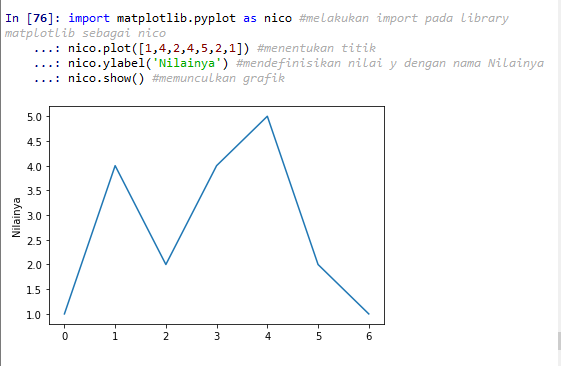 In [76]: import matplotlib.pyplot as nico #melakukan import pada library
matplotlib sebagai nico
...: nico.plot([1,4,2,4,5,2,1]) #menentukan titik
...: nico.ylabel('Nilainya') #mendefinisikan nilai y dengan nama Nilainya
...: nico.show() #memunculkan grafik
5.0
4.5
4.0
3.5
3.0
2.5
2.0
1.5
1.0
Nilainya
0 1 2 3 4 5 6